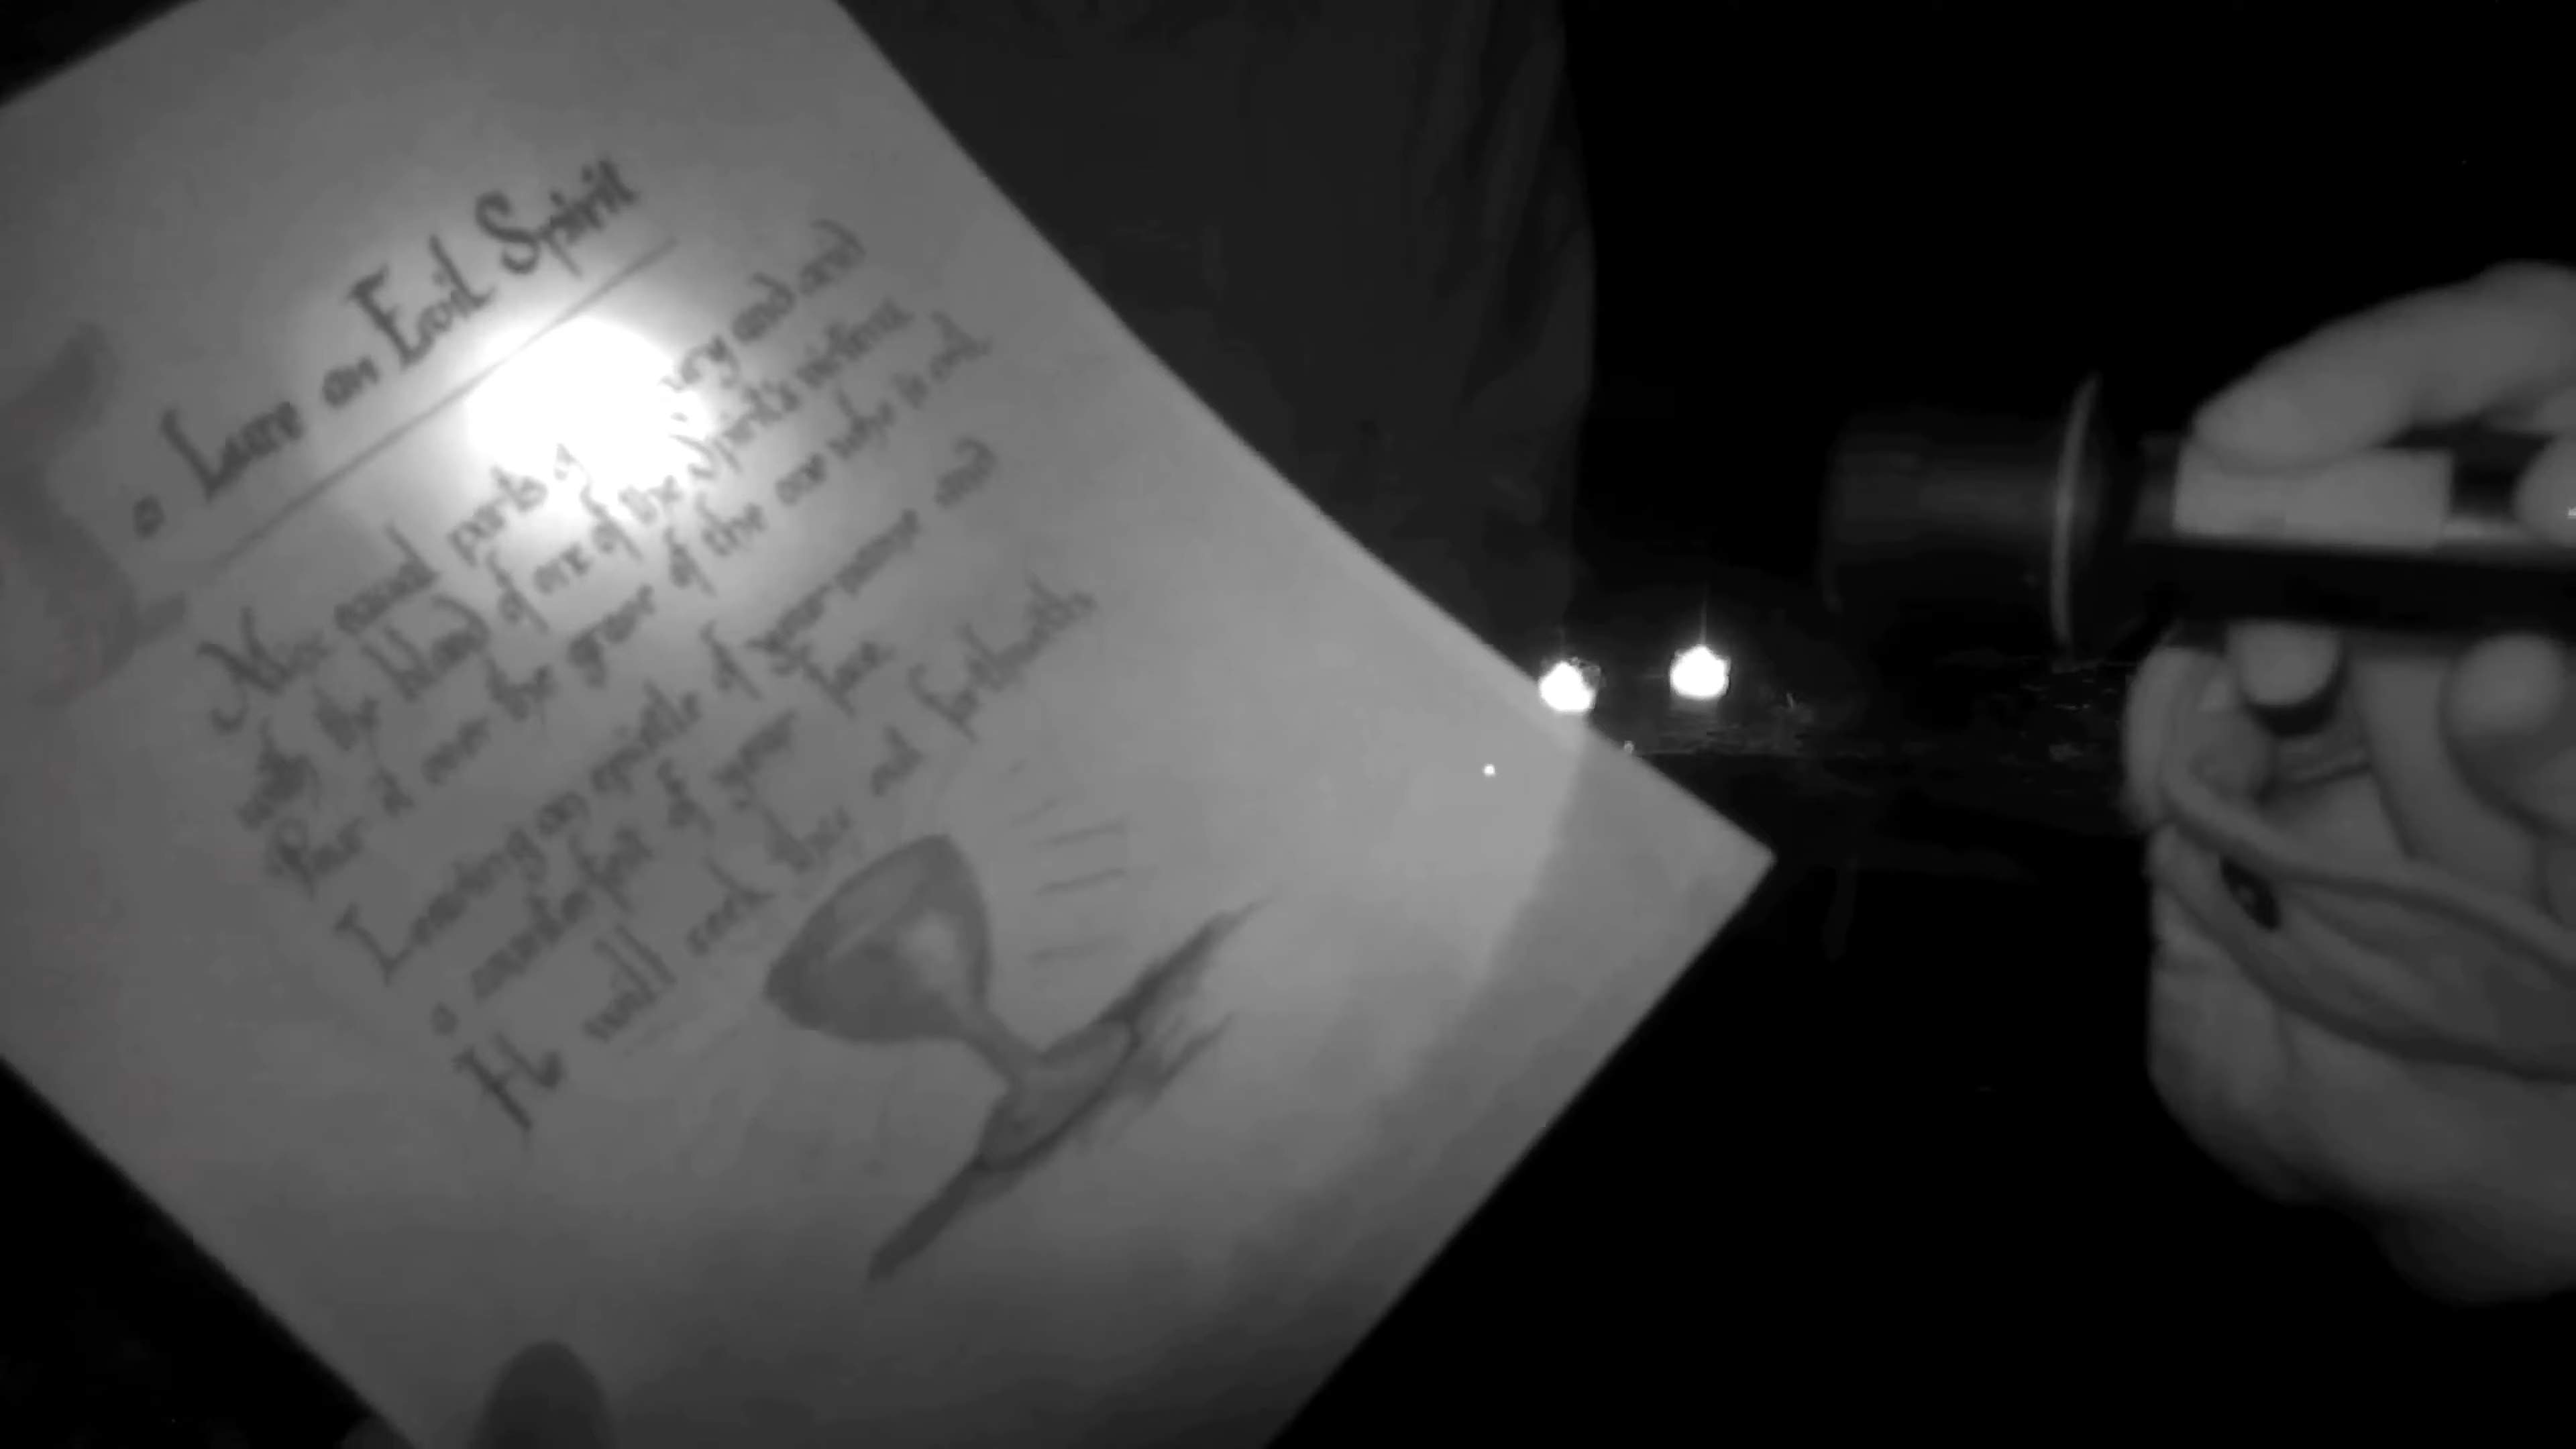 To Lure an Evil Spirit
Mix equal parts and
with the blood of one of the Spirit's victims
Pour it over the grave of the one who is evil.
Leaving an epistle of your name and
a counterfeit of your face
He will seek thee out forthwith.